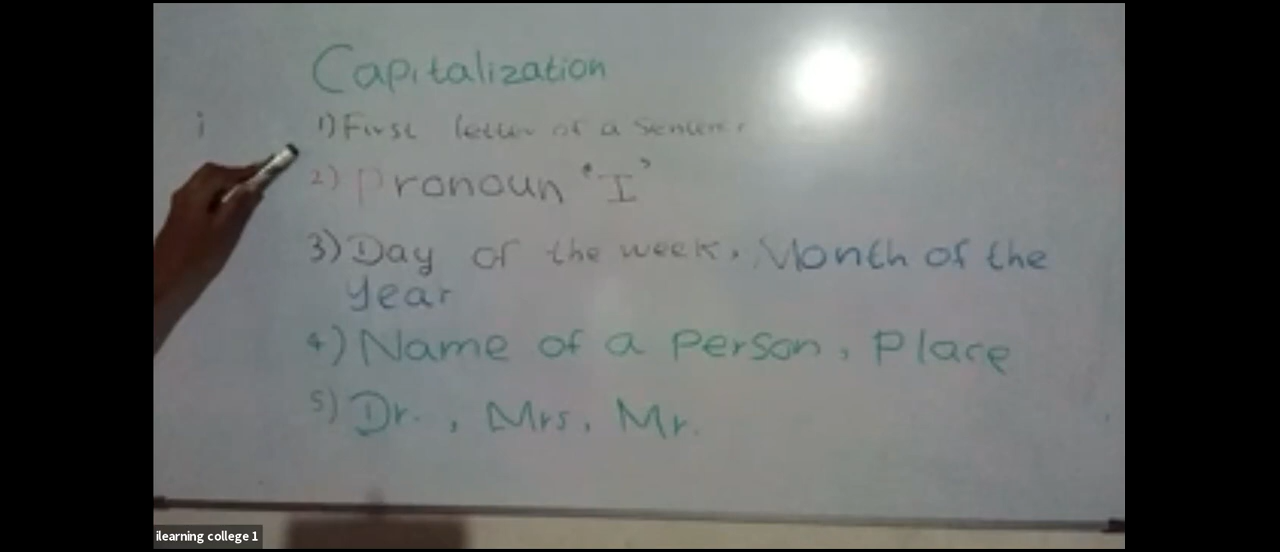 Capitalization
i
1) First letter of a Sentence
2) Pronoun 'I'
3) Day of the week, Month of the
year
4) Name of a Person, Place
5) Dr., Mrs, Mr.
ilearning college 1